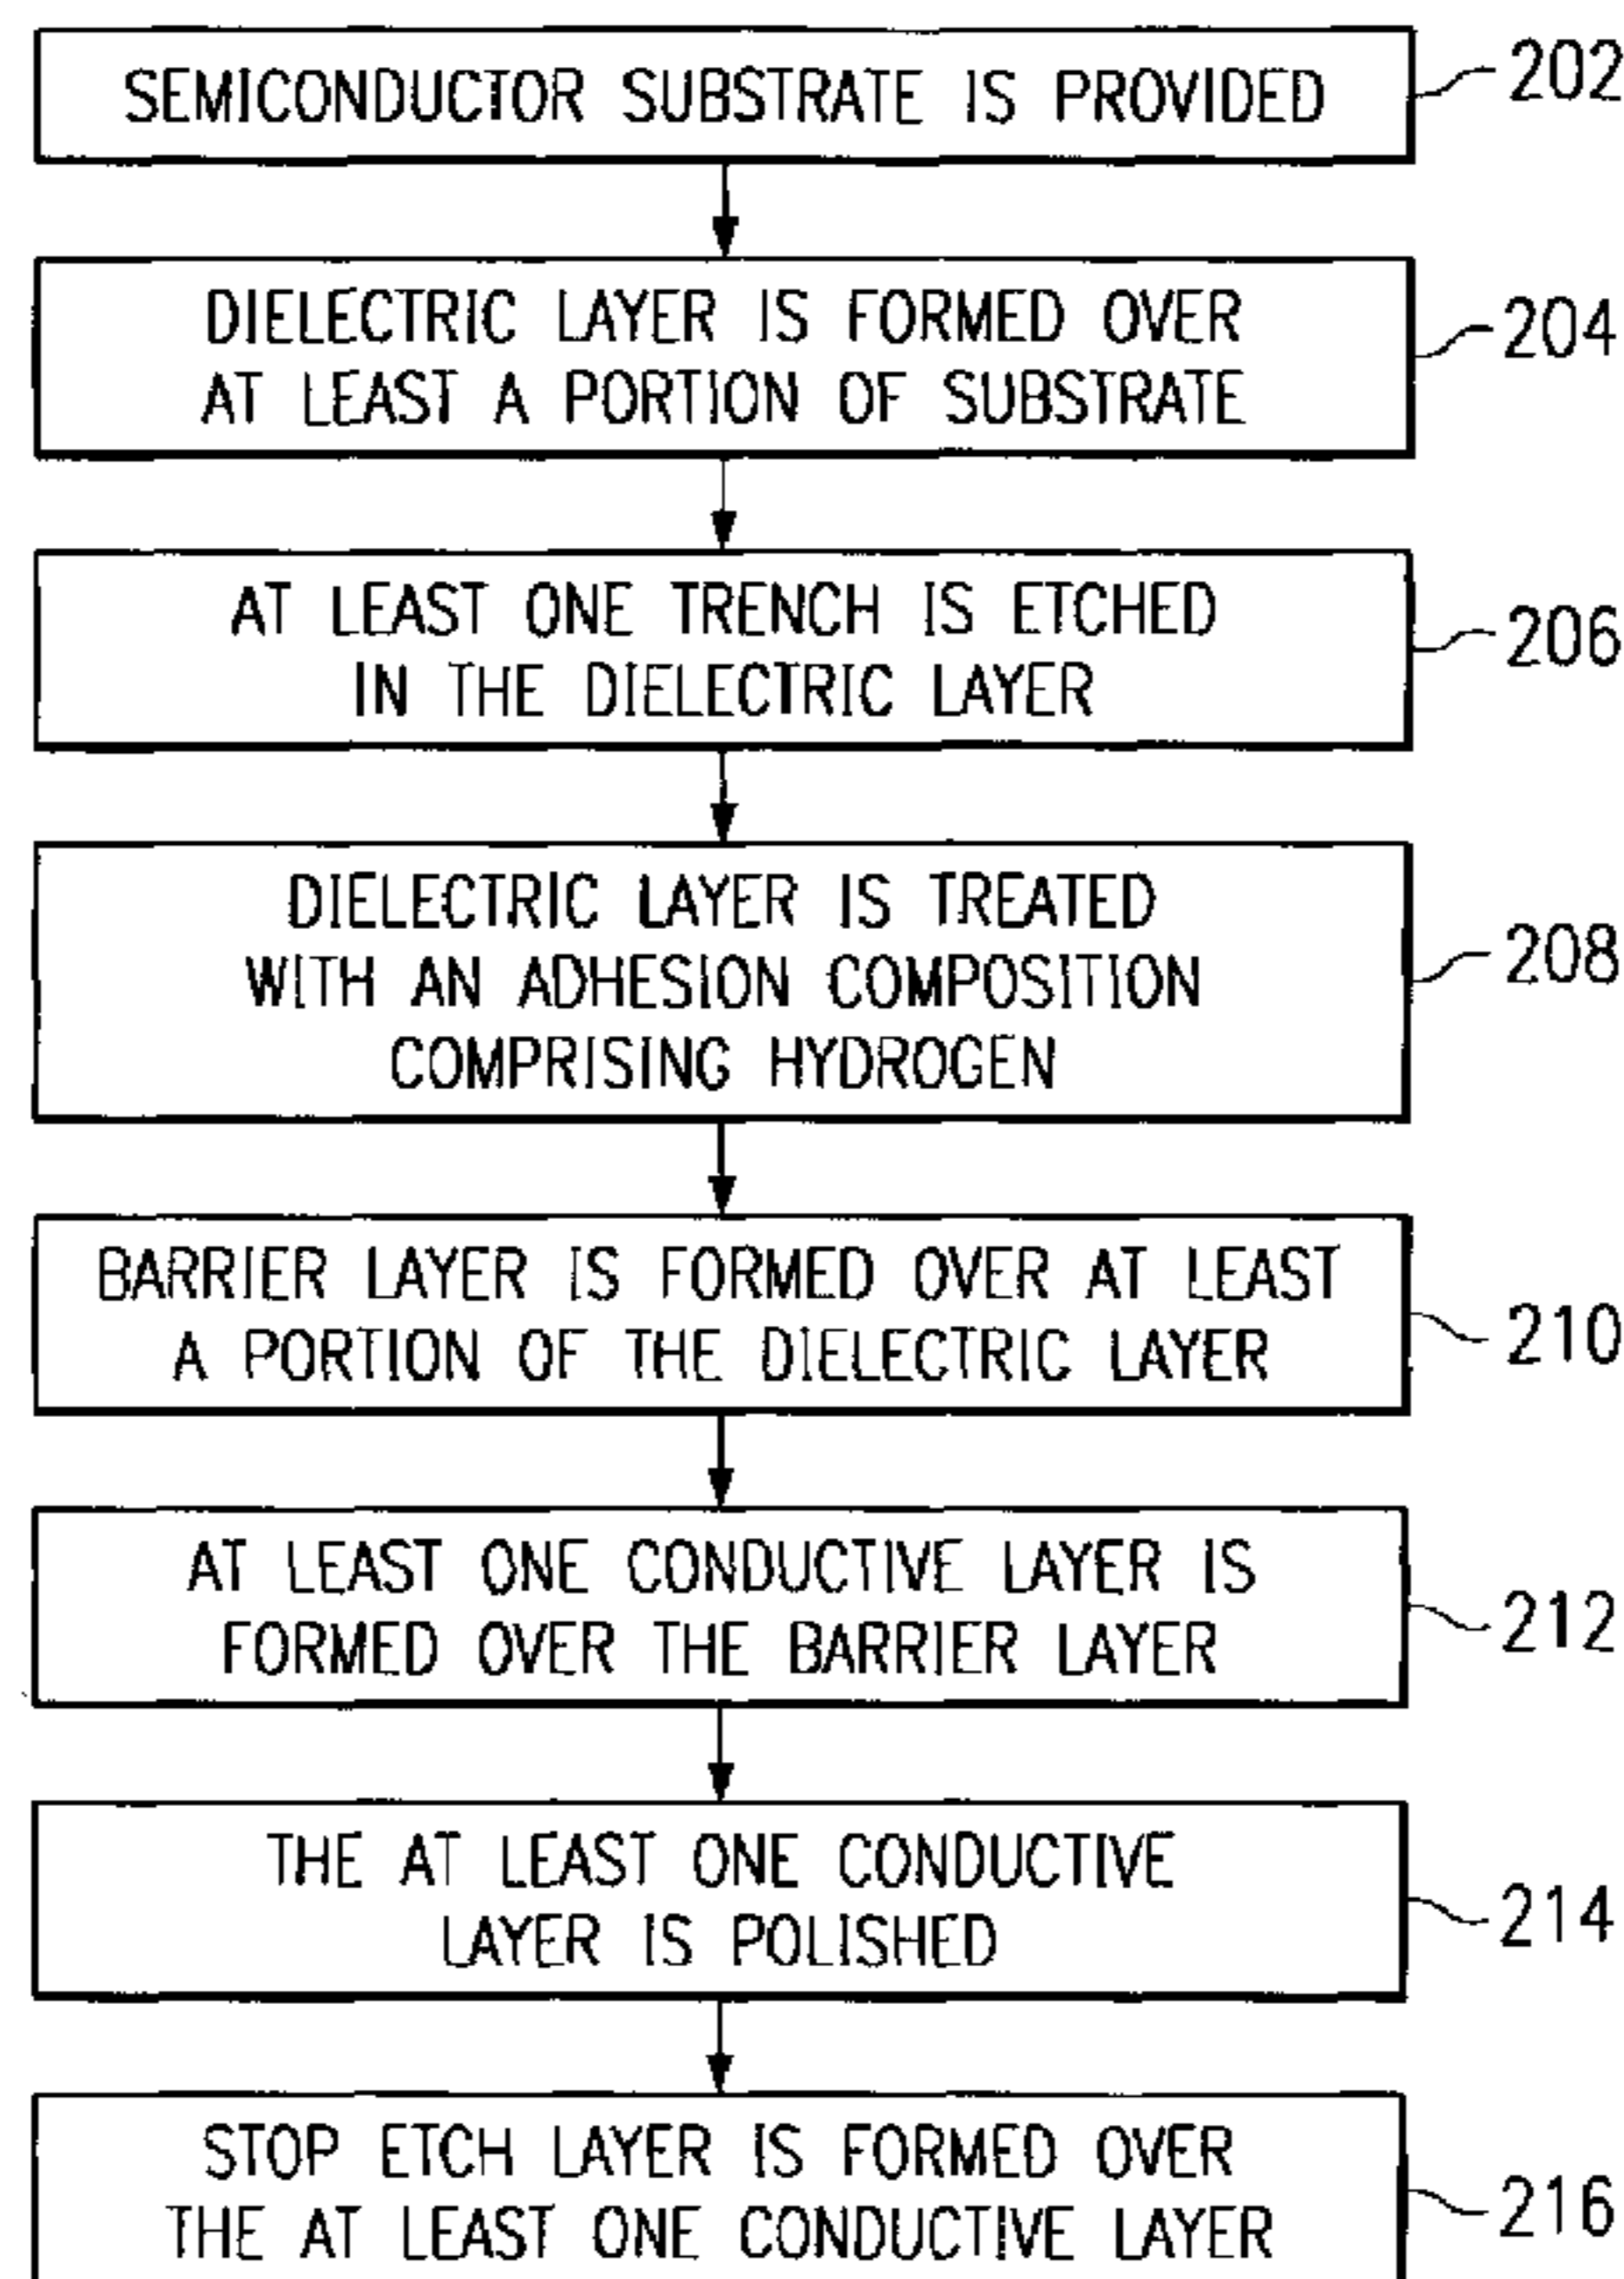 SEMICONDUCTOR SUBSTRATE IS PROVIDED
202
DIELECTRIC LAYER IS FORMED OVER
AT LEAST A PORTION OF SUBSTRATE
204
AT LEAST ONE TRENCH IS ETCHED
IN THE DIELECTRIC LAYER
206
DIELECTRIC LAYER IS TREATED
WITH AN ADHESION COMPOSITION
COMPRISING HYDROGEN
208
BARRIER LAYER IS FORMED OVER AT LEAST
A PORTION OF THE DIELECTRIC LAYER
210
AT LEAST ONE CONDUCTIVE LAYER IS
FORMED OVER THE BARRIER LAYER
212
THE AT LEAST ONE CONDUCTIVE
LAYER IS POLISHED
214
STOP ETCH LAYER IS FORMED OVER
THE AT LEAST ONE CONDUCTIVE LAYER
216